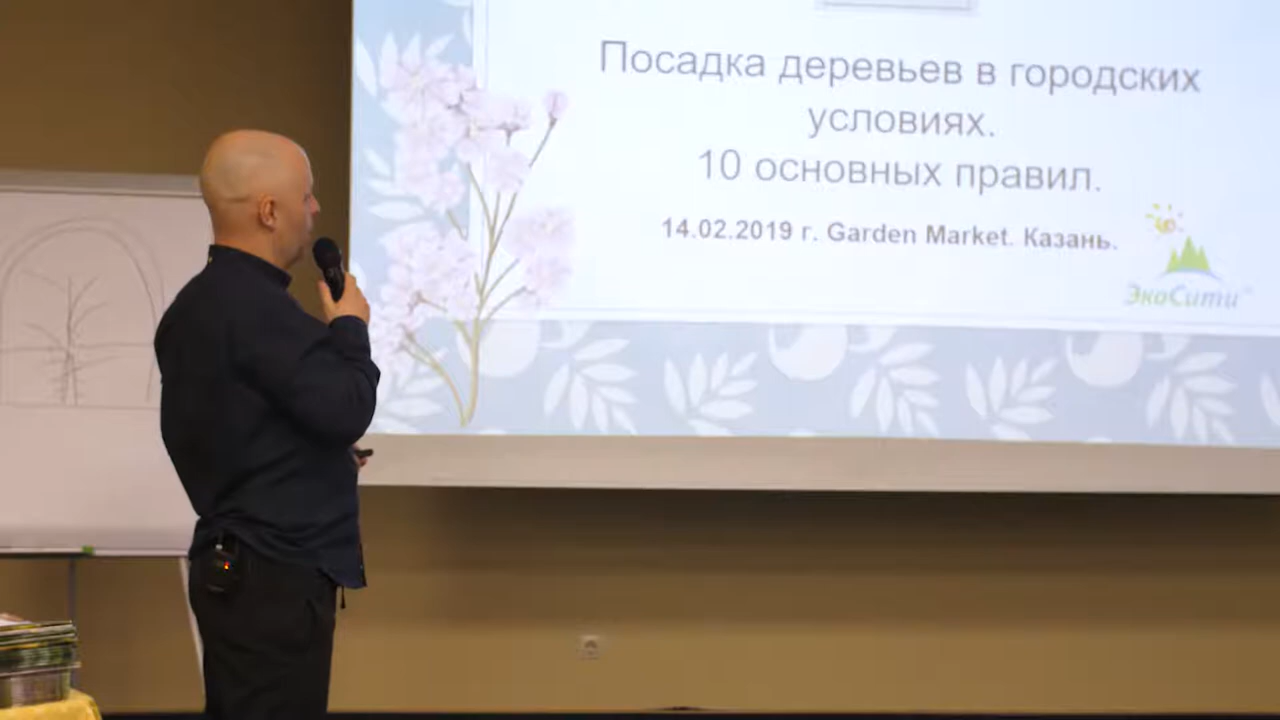 Посадка деревьев в городских
условиях.
10 основных правил.
14.02.2019 г. Garden Market. Казань.
ЭкоСити